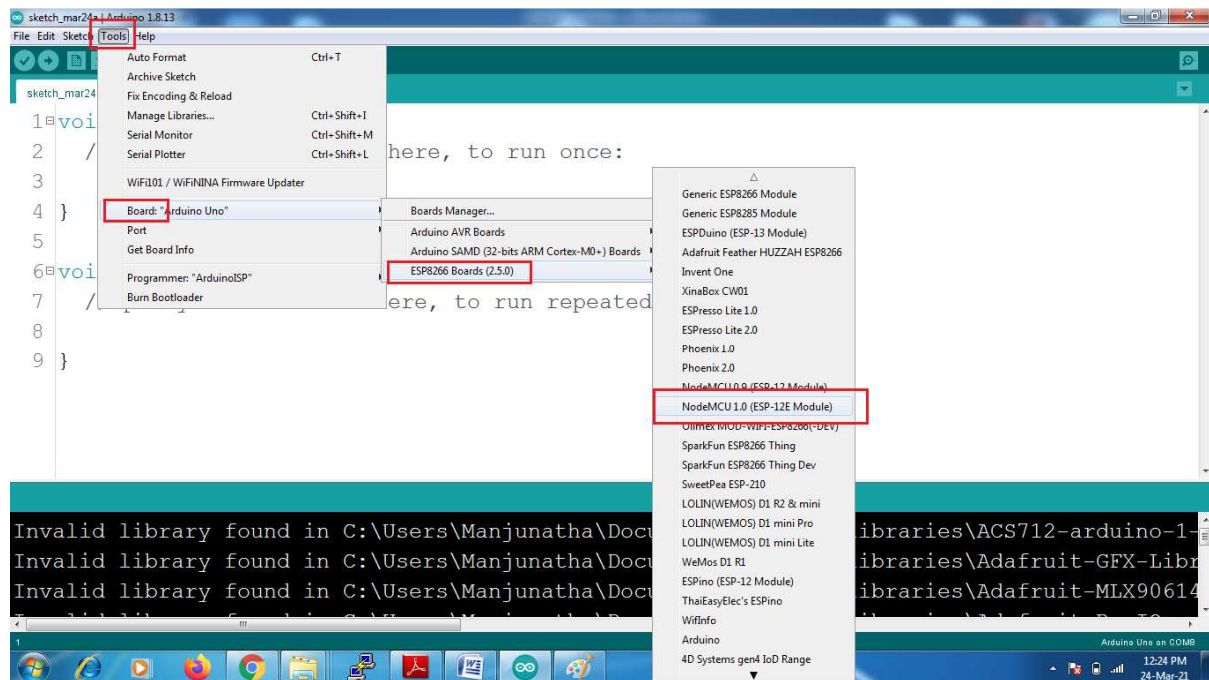 sketch_mar24a | Arduino 1.8.13
File Edit Sketch Tools Help
Auto Format Ctrl+T
Archive Sketch
Fix Encoding & Reload
Manage Libraries... Ctrl+Shift+I
Serial Monitor Ctrl+Shift+M
Serial Plotter Ctrl+Shift+L
WiFi101 / WiFiNINA Firmware Updater
Board: "Arduino Uno"
Port
Get Board Info
Programmer: "ArduinoISP"
Burn Bootloader
Boards Manager...
Arduino AVR Boards
Arduino SAMD (32-bits ARM Cortex-M0+) Boards
ESP8266 Boards (2.5.0)
Generic ESP8266 Module
Generic ESP8285 Module
ESPDuino (ESP-13 Module)
Adafruit Feather HUZZAH ESP8266
Invent One
XinaBox CW01
ESPresso Lite 1.0
ESPresso Lite 2.0
Phoenix 1.0
Phoenix 2.0
NodeMCU 0.9 (ESP-12 Module)
NodeMCU 1.0 (ESP-12E Module)
Olimex MOD-WIFI-ESP8266(-DEV)
SparkFun ESP8266 Thing
SparkFun ESP8266 Thing Dev
SweetPea ESP-210
LOLIN(WEMOS) D1 R2 & mini
LOLIN(WEMOS) D1 mini Pro
LOLIN(WEMOS) D1 mini Lite
WeMos D1 R1
ESPino (ESP-12 Module)
ThaiEasyElec's ESPino
WifInfo
Arduino
4D Systems gen4 IoD Range
sketch_mar24
1 voi
2 / here, to run once:
3
4 }
5
6 voi
7 / ere, to run repeated
8
9 }
Invalid library found in C:\Users\Manjunatha\Docu ibraries\ACS712-arduino-1-
Invalid library found in C:\Users\Manjunatha\Docu ibraries\Adafruit-GFX-Libr
Invalid library found in C:\Users\Manjunatha\Docu ibraries\Adafruit-MLX90614
1 Arduino Uno on COM8
12:24 PM
24-Mar-21